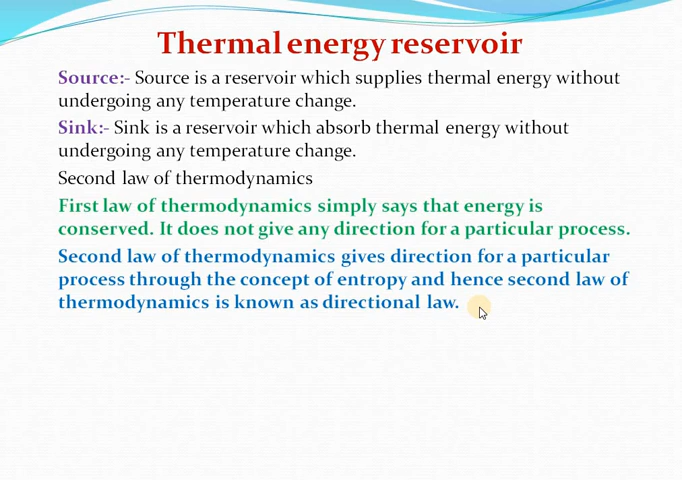 Thermal energy reservoir
Source:- Source is a reservoir which supplies thermal energy without
undergoing any temperature change.
Sink:- Sink is a reservoir which absorb thermal energy without
undergoing any temperature change.
Second law of thermodynamics
First law of thermodynamics simply says that energy is
conserved. It does not give any direction for a particular process.
Second law of thermodynamics gives direction for a particular
process through the concept of entropy and hence second law of
thermodynamics is known as directional law.